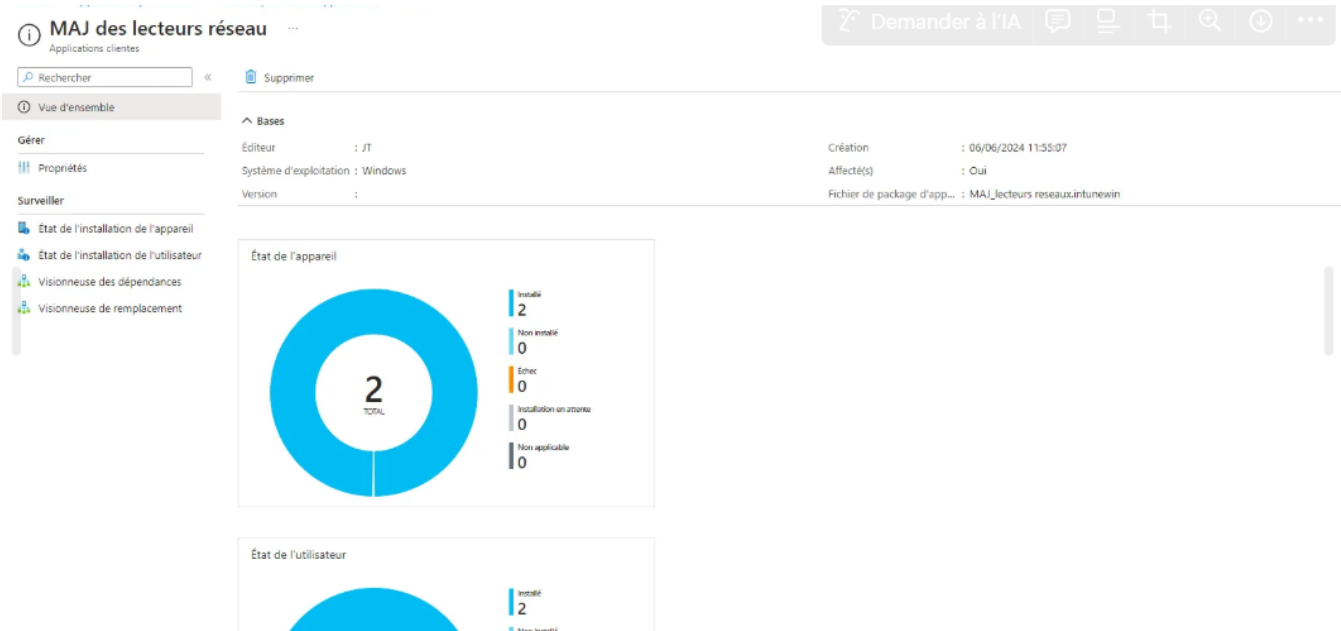 MAJ des lecteurs réseau ...
Applications clientes
Demander à l'IA
Rechercher
«
Supprimer
Vue d'ensemble
Gérer
Propriétés
Surveiller
État de l'installation de l'appareil
État de l'installation de l'utilisateur
Visionneuse des dépendances
Visionneuse de remplacement
Bases
Éditeur : JT
Système d'exploitation : Windows
Version :
Création : 06/06/2024 11:55:07
Affecté(s) : Oui
Fichier de package d'app... : MAJ_lecteurs reseaux.intunewin
État de l'appareil
2
TOTAL
Installé
2
Non installé
0
Échec
0
Installation en attente
0
Non applicable
0
État de l'utilisateur
Installé
2
Non installé